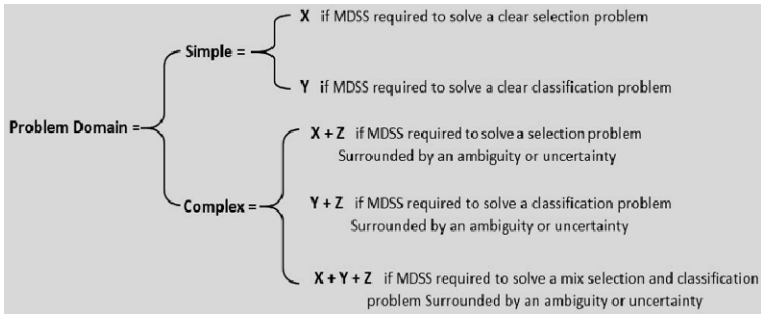 X if MDSS required to solve a clear selection problem
Simple =
Y if MDSS required to solve a clear classification problem
Problem Domain =
X + Z if MDSS required to solve a selection problem
Surrounded by an ambiguity or uncertainty
Complex =
Y + Z if MDSS required to solve a classification problem
Surrounded by an ambiguity or uncertainty
X + Y + Z if MDSS required to solve a mix selection and classification
problem Surrounded by an ambiguity or uncertainty